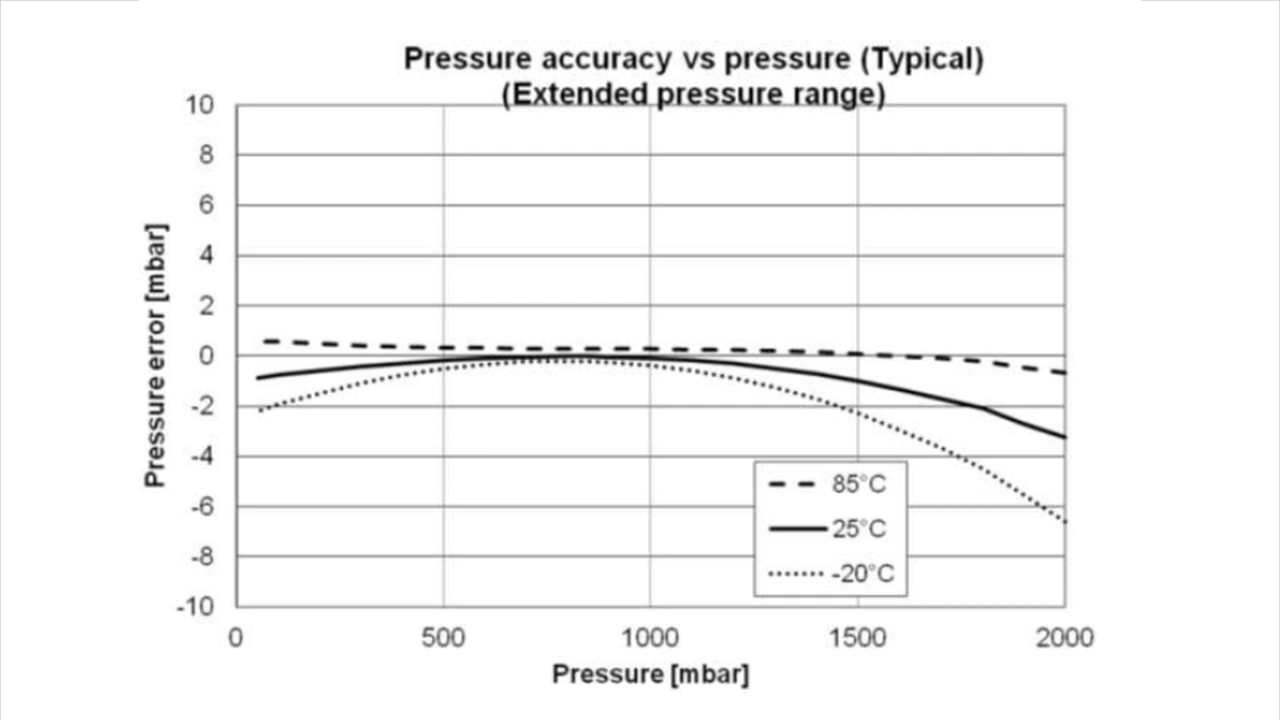 Pressure accuracy vs pressure (Typical)
(Extended pressure range)
10
8
6
4
2
0
-2
-4
-6
-8
-10
Pressure error [mbar]
85°C
25°C
-20°C
0 500 1000 1500 2000
Pressure [mbar]